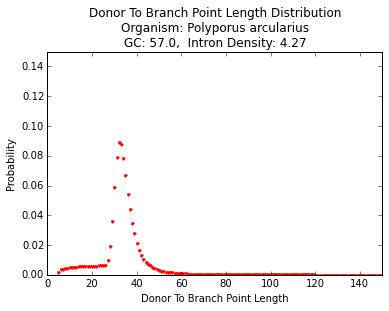 Donor To Branch Point Length Distribution
Organism: Polyporus arcularius
GC: 57.0,  Intron Density: 4.27
0.14
0.12
0.10
0.08
0.06
0.04
0.02
0.00
Probability
0 20 40 60 80 100 120 140
Donor To Branch Point Length